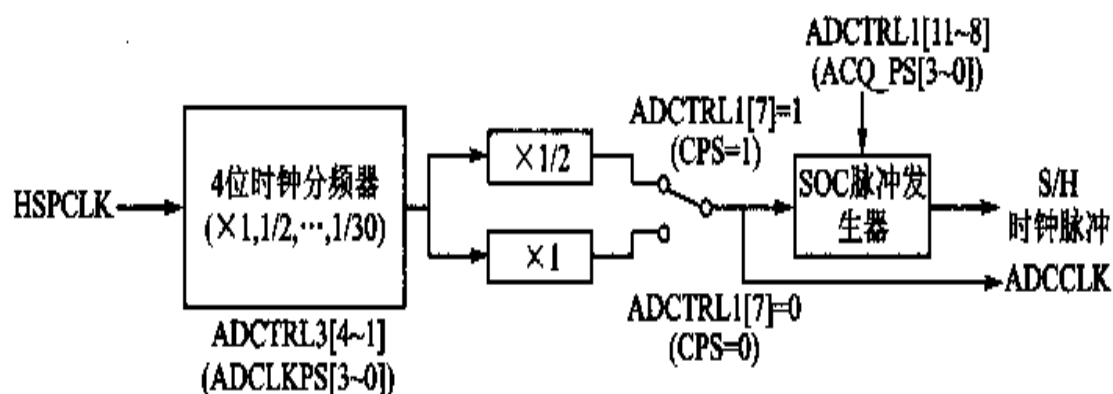 ADCTRL1[11~8]
(ACQ_PS[3~0])
ADCTRL1[7]=1
(CPS=1)
×1/2
HSPCLK
4位时钟分频器
(×1,1/2,⋯,1/30)
SOC脉冲发
生器
S/H
时钟脉冲
×1
ADCCLK
ADCTRL1[7]=0
(CPS=0)
ADCTRL3[4~1]
(ADCLKPS[3~0])